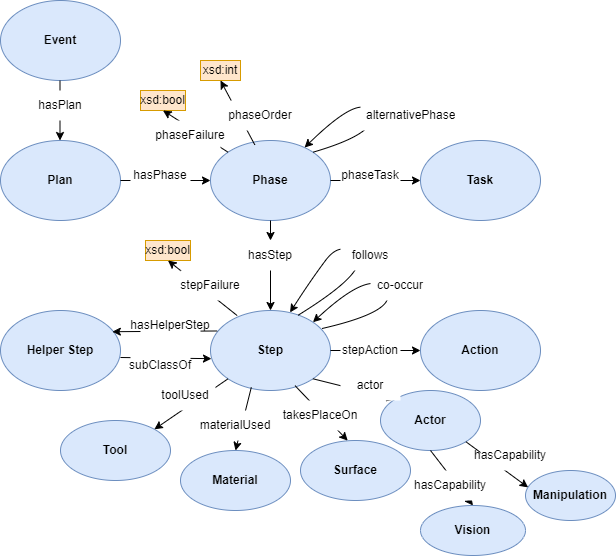 Event
xsd:int
xsd:bool
hasPlan
phaseOrder
alternativePhase
phaseFailure
Plan
hasPhase
Phase
phaseTask
Task
xsd:bool
hasStep
follows
stepFailure
co-occur
hasHelperStep
Helper Step
Step
stepAction
Action
subClassOf
toolUsed
actor
materialUsed
takesPlaceOn
Actor
Tool
hasCapability
Surface
Material
hasCapability
Manipulation
Vision